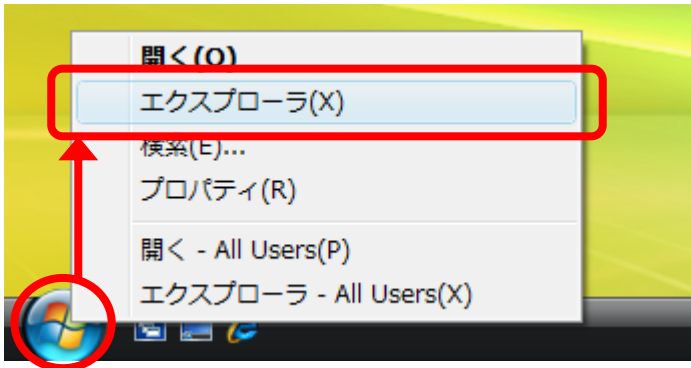 開く(O)
エクスプローラ(X)
検索(E)...
プロパティ(R)
開く - All Users(P)
エクスプローラ - All Users(X)